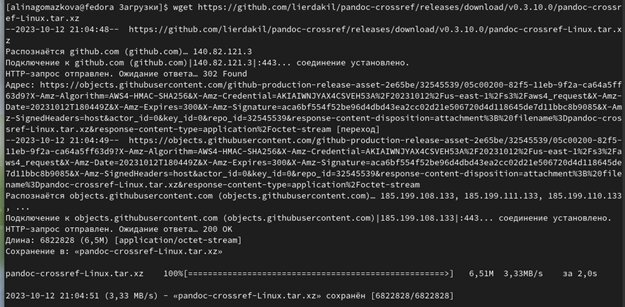 [alinagomazkova@fedora Загрузки]$ wget https://github.com/lierdakil/pandoc-crossref/releases/download/v0.3.10.0/pandoc-cross
ref-Linux.tar.xz
--2023-10-12 21:04:48--  https://github.com/lierdakil/pandoc-crossref/releases/download/v0.3.10.0/pandoc-crossref-Linux.tar.x
z
Распознаётся github.com (github.com)… 140.82.121.3
Подключение к github.com (github.com)|140.82.121.3|:443... соединение установлено.
HTTP-запрос отправлен. Ожидание ответа… 302 Found
Адрес: https://objects.githubusercontent.com/github-production-release-asset-2e65be/32545539/05c00200-82f5-11eb-9f2a-ca64a5ff
63d9?X-Amz-Algorithm=AWS4-HMAC-SHA256&X-Amz-Credential=AKIAIWNJYAX4CSVEH53A%2F20231012%2Fus-east-1%2Fs3%2Faws4_request&X-Amz-
Date=20231012T180449Z&X-Amz-Expires=300&X-Amz-Signature=aca6bf554f52be96d4dbd43ea2cc02d21e506720d4d118645de7d11bbc8b9085&X-Am
z-SignedHeaders=host&actor_id=0&key_id=0&repo_id=32545539&response-content-disposition=attachment%3B%20filename%3Dpandoc-cros
sref-Linux.tar.xz&response-content-type=application%2Foctet-stream [переход]
--2023-10-12 21:04:49--  https://objects.githubusercontent.com/github-production-release-asset-2e65be/32545539/05c00200-82f5-
11eb-9f2a-ca64a5ff63d9?X-Amz-Algorithm=AWS4-HMAC-SHA256&X-Amz-Credential=AKIAIWNJYAX4CSVEH53A%2F20231012%2Fus-east-1%2Fs3%2Fa
ws4_request&X-Amz-Date=20231012T180449Z&X-Amz-Expires=300&X-Amz-Signature=aca6bf554f52be96d4dbd43ea2cc02d21e506720d4d118645de
7d11bbc8b9085&X-Amz-SignedHeaders=host&actor_id=0&key_id=0&repo_id=32545539&response-content-disposition=attachment%3B%20file
name%3Dpandoc-crossref-Linux.tar.xz&response-content-type=application%2Foctet-stream
Распознаётся objects.githubusercontent.com (objects.githubusercontent.com)… 185.199.108.133, 185.199.111.133, 185.199.110.133
, ...
Подключение к objects.githubusercontent.com (objects.githubusercontent.com)|185.199.108.133|:443... соединение установлено.
HTTP-запрос отправлен. Ожидание ответа… 200 OK
Длина: 6822828 (6,5M) [application/octet-stream]
Сохранение в: «pandoc-crossref-Linux.tar.xz»
pandoc-crossref-Linux.tar.xz    100%[=================================================>]   6,51M  3,33MB/s    за 2,0s
2023-10-12 21:04:51 (3,33 MB/s) - «pandoc-crossref-Linux.tar.xz» сохранён [6822828/6822828]